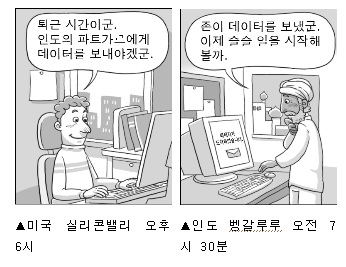 퇴근 시간이군.
인도의 파트너에게
데이터를 보내야겠군.
존이 데이터를 보냈군.
이제 슬슬 일을 시작해
볼까.
▲미국 실리콘밸리 오후
6시
▲인도 벵갈루루 오전 7
시 30분